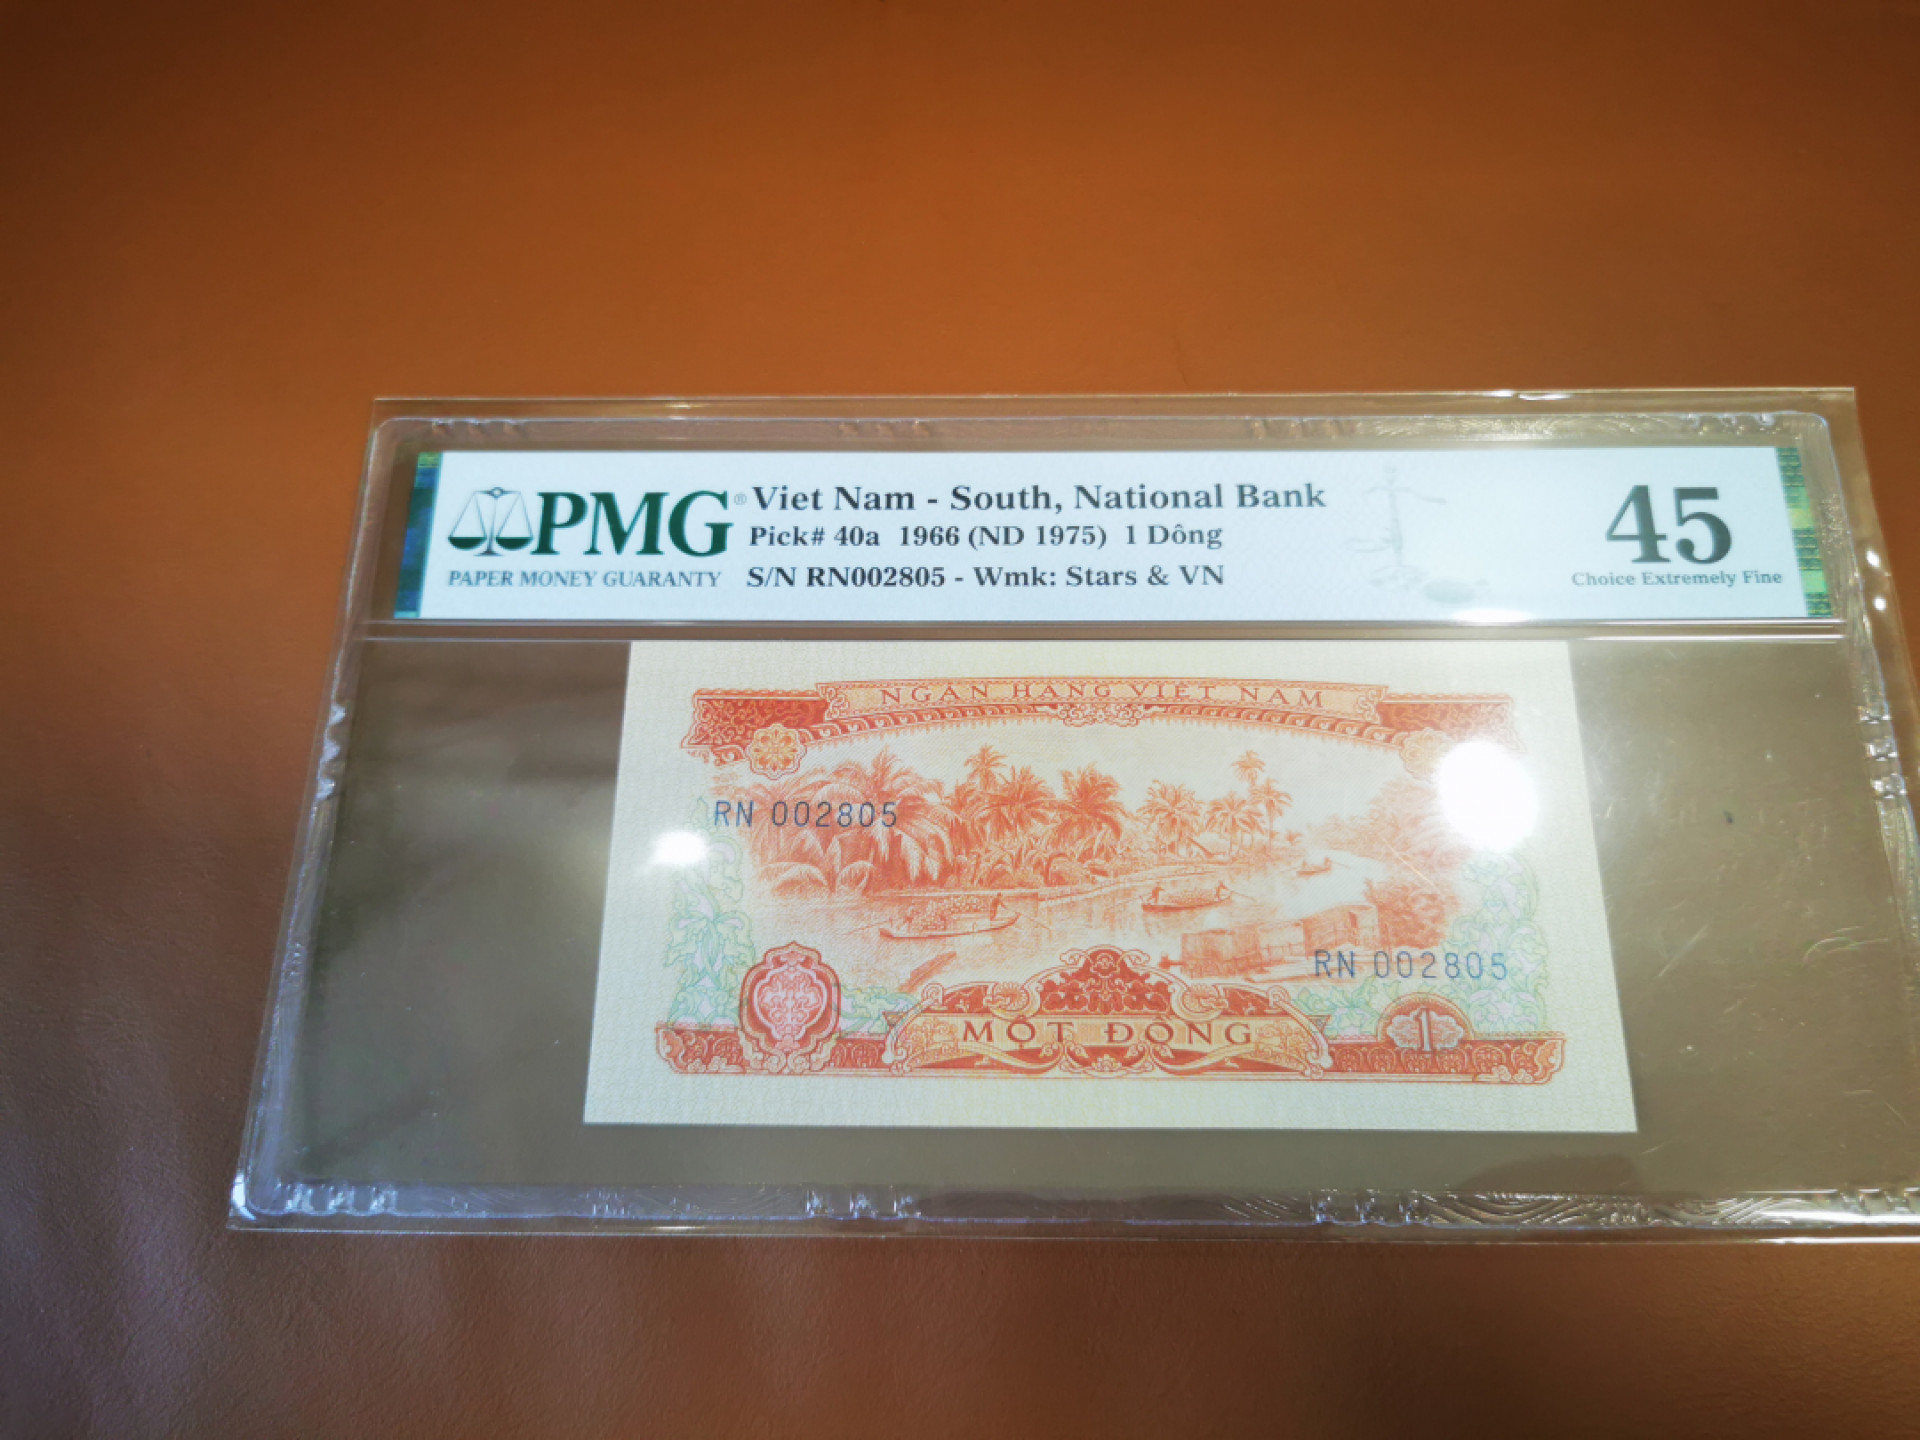 PMG®
PAPER MONEY GUARANTY
Viet Nam - South, National Bank
Pick# 40a 1966 (ND 1975) 1 Dông
S/N RN002805 - Wmk: Stars & VN
45
Choice Extremely Fine
NGÂN HÀNG VIỆT NAM
RN 002805
RN 002805
MỘT ĐỒNG
1